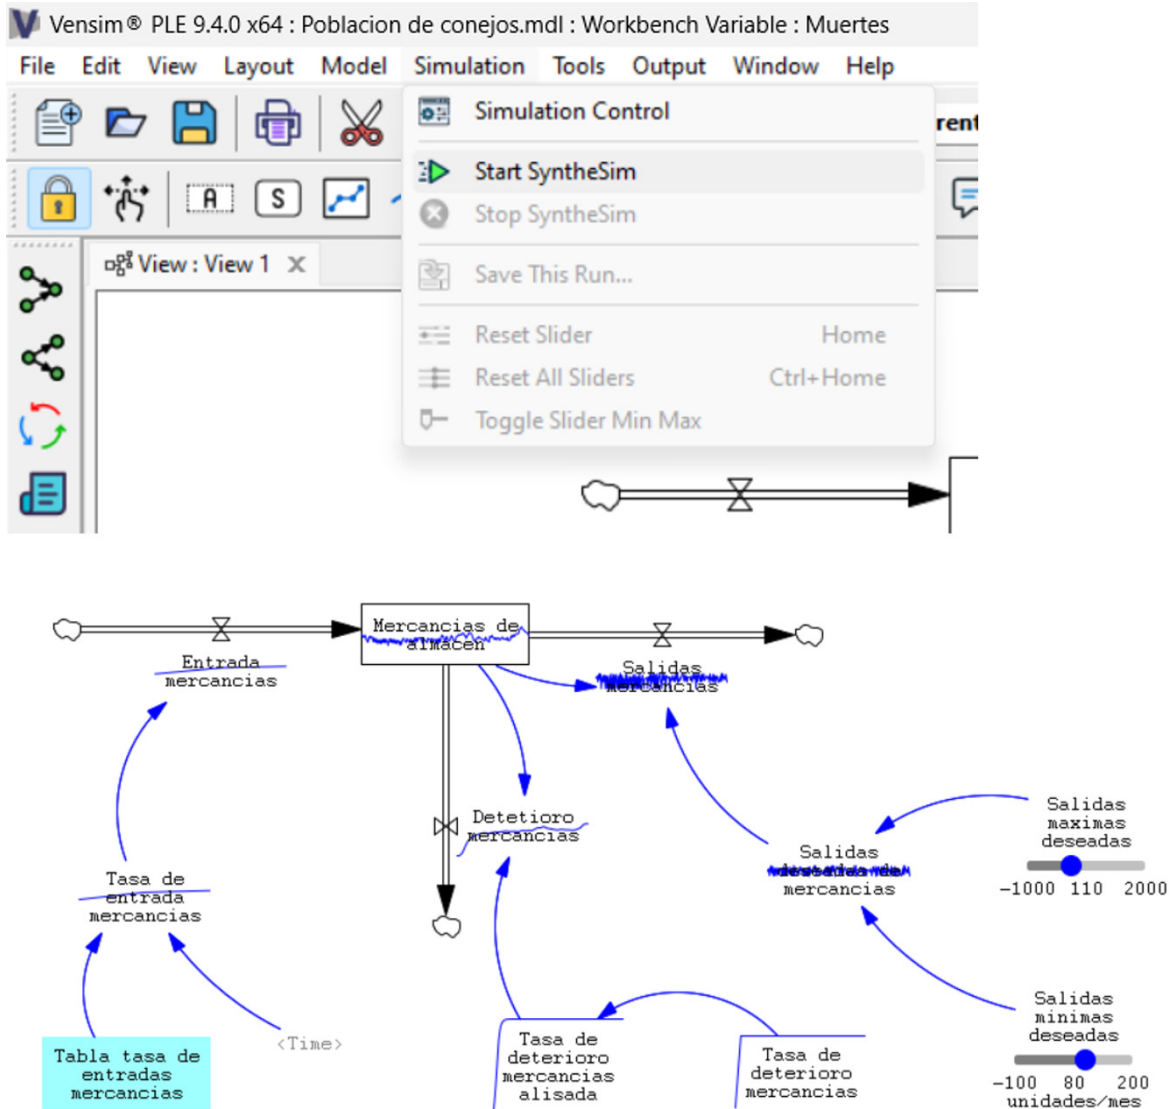 Vensim® PLE 9.4.0 x64 : Poblacion de conejos.mdl : Workbench Variable : Muertes
File Edit View Layout Model Simulation Tools Output Window Help
Simulation Control
rent
Start SyntheSim
A S
Stop SyntheSim
View : View 1
Save This Run...
Reset Slider Home
Reset All Sliders Ctrl+Home
Toggle Slider Min Max
Mercancias de
almacen
Entrada
mercancias
Salidas
mercancias
Detetioro
mercancias
Salidas
maximas
deseadas
-1000 110 2000
Salidas
deseadas de
mercancias
Tasa de
entrada
mercancias
Salidas
minimas
deseadas
-100 80 200
unidades/mes
<Time>
Tabla tasa de
entradas
mercancias
Tasa de
deterioro
mercancias
alisada
Tasa de
deterioro
mercancias